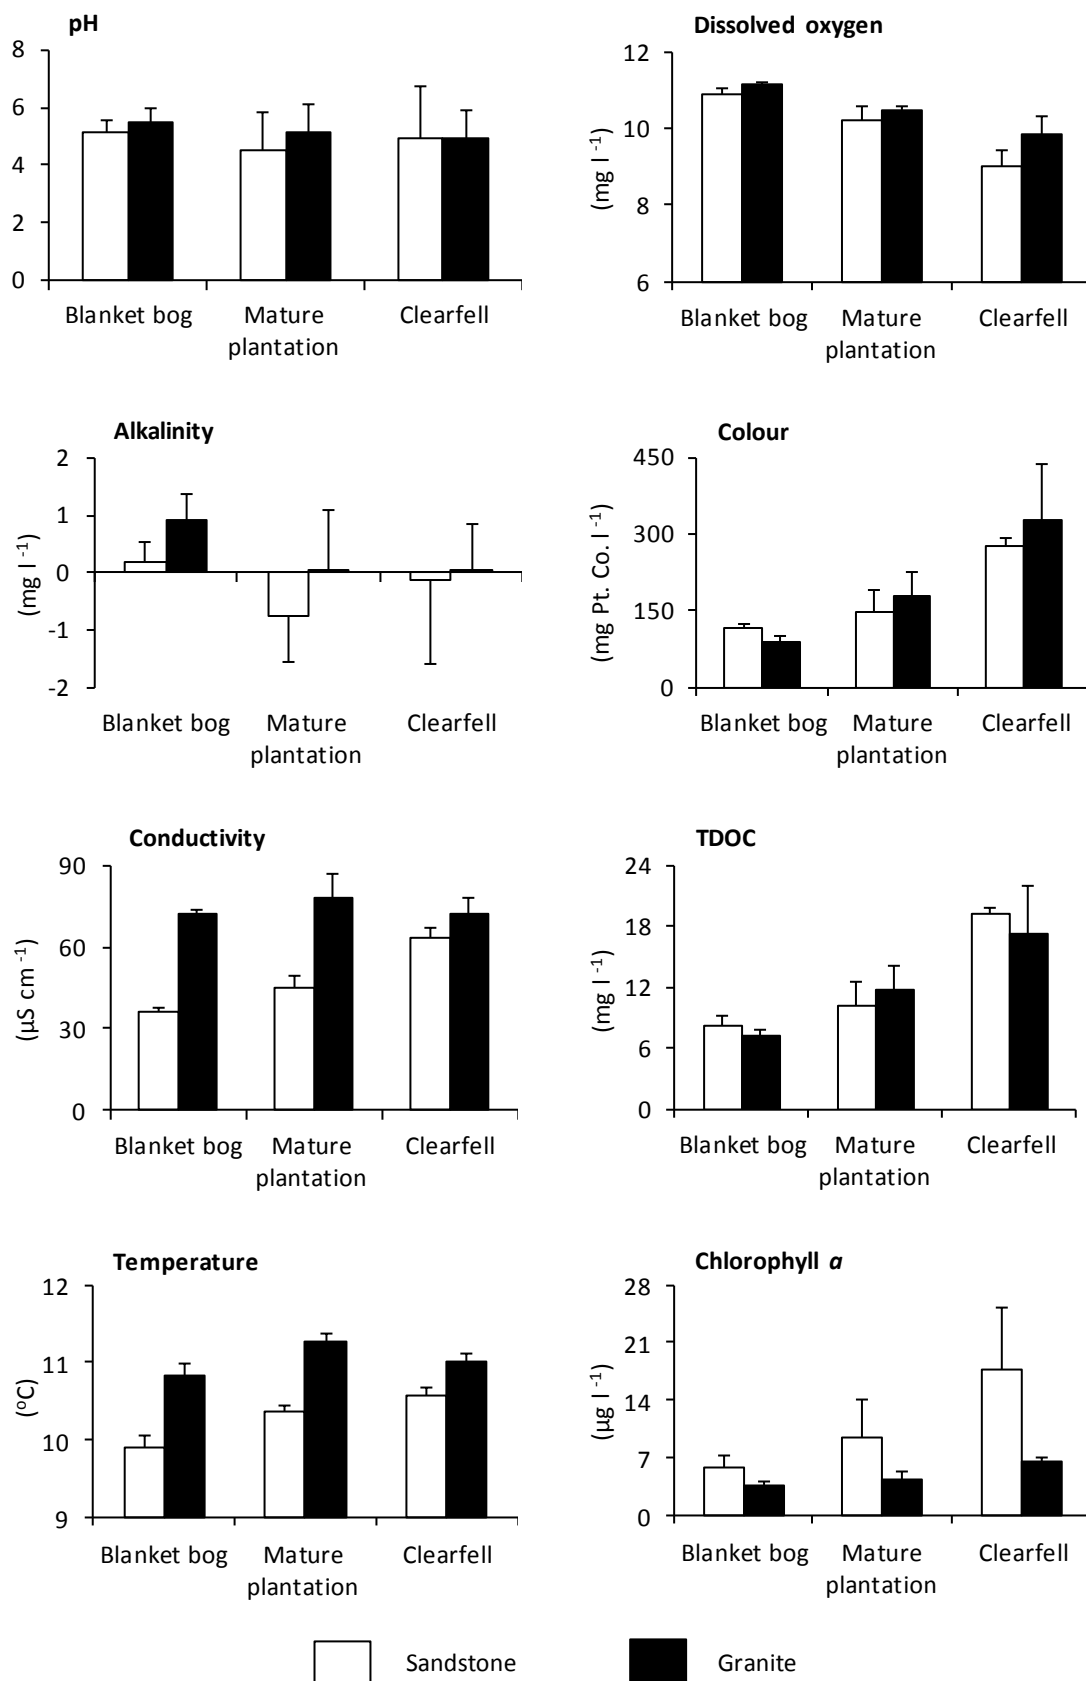 pH
8
6
4
2
0
Blanket bog
Mature
plantation
Clearfell
Dissolved oxygen
(mg l -1)
12
10
8
6
Blanket bog
Mature
plantation
Clearfell
Alkalinity
(mg l -1)
2
1
0
-1
-2
Blanket bog
Mature
plantation
Clearfell
Colour
(mg Pt. Co. l -1)
450
300
150
0
Blanket bog
Mature
plantation
Clearfell
Conductivity
(µS cm -1)
90
60
30
0
Blanket bog
Mature
plantation
Clearfell
TDOC
(mg l -1)
24
18
12
6
0
Blanket bog
Mature
plantation
Clearfell
Temperature
(oC)
12
11
10
9
Blanket bog
Mature
plantation
Clearfell
Chlorophyll a
(µg l -1)
28
21
14
7
0
Blanket bog
Mature
plantation
Clearfell
Sandstone
Granite